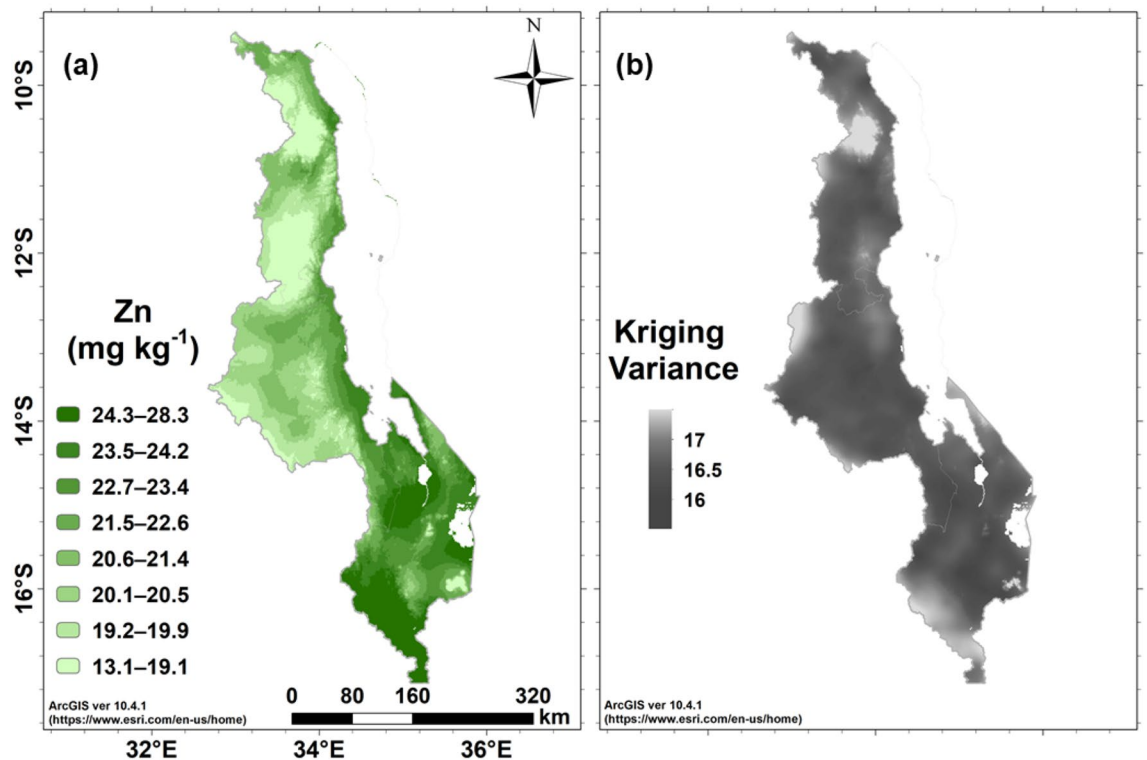 (a)
N
10°S
12°S
14°S
16°S
Zn
(mg kg⁻¹)
24.3–28.3
23.5–24.2
22.7–23.4
21.5–22.6
20.6–21.4
20.1–20.5
19.2–19.9
13.1–19.1
ArcGIS ver 10.4.1
(https://www.esri.com/en-us/home)
0 80 160 320
km
32°E 34°E 36°E
(b)
Kriging
Variance
17
16.5
16
ArcGIS ver 10.4.1
(https://www.esri.com/en-us/home)